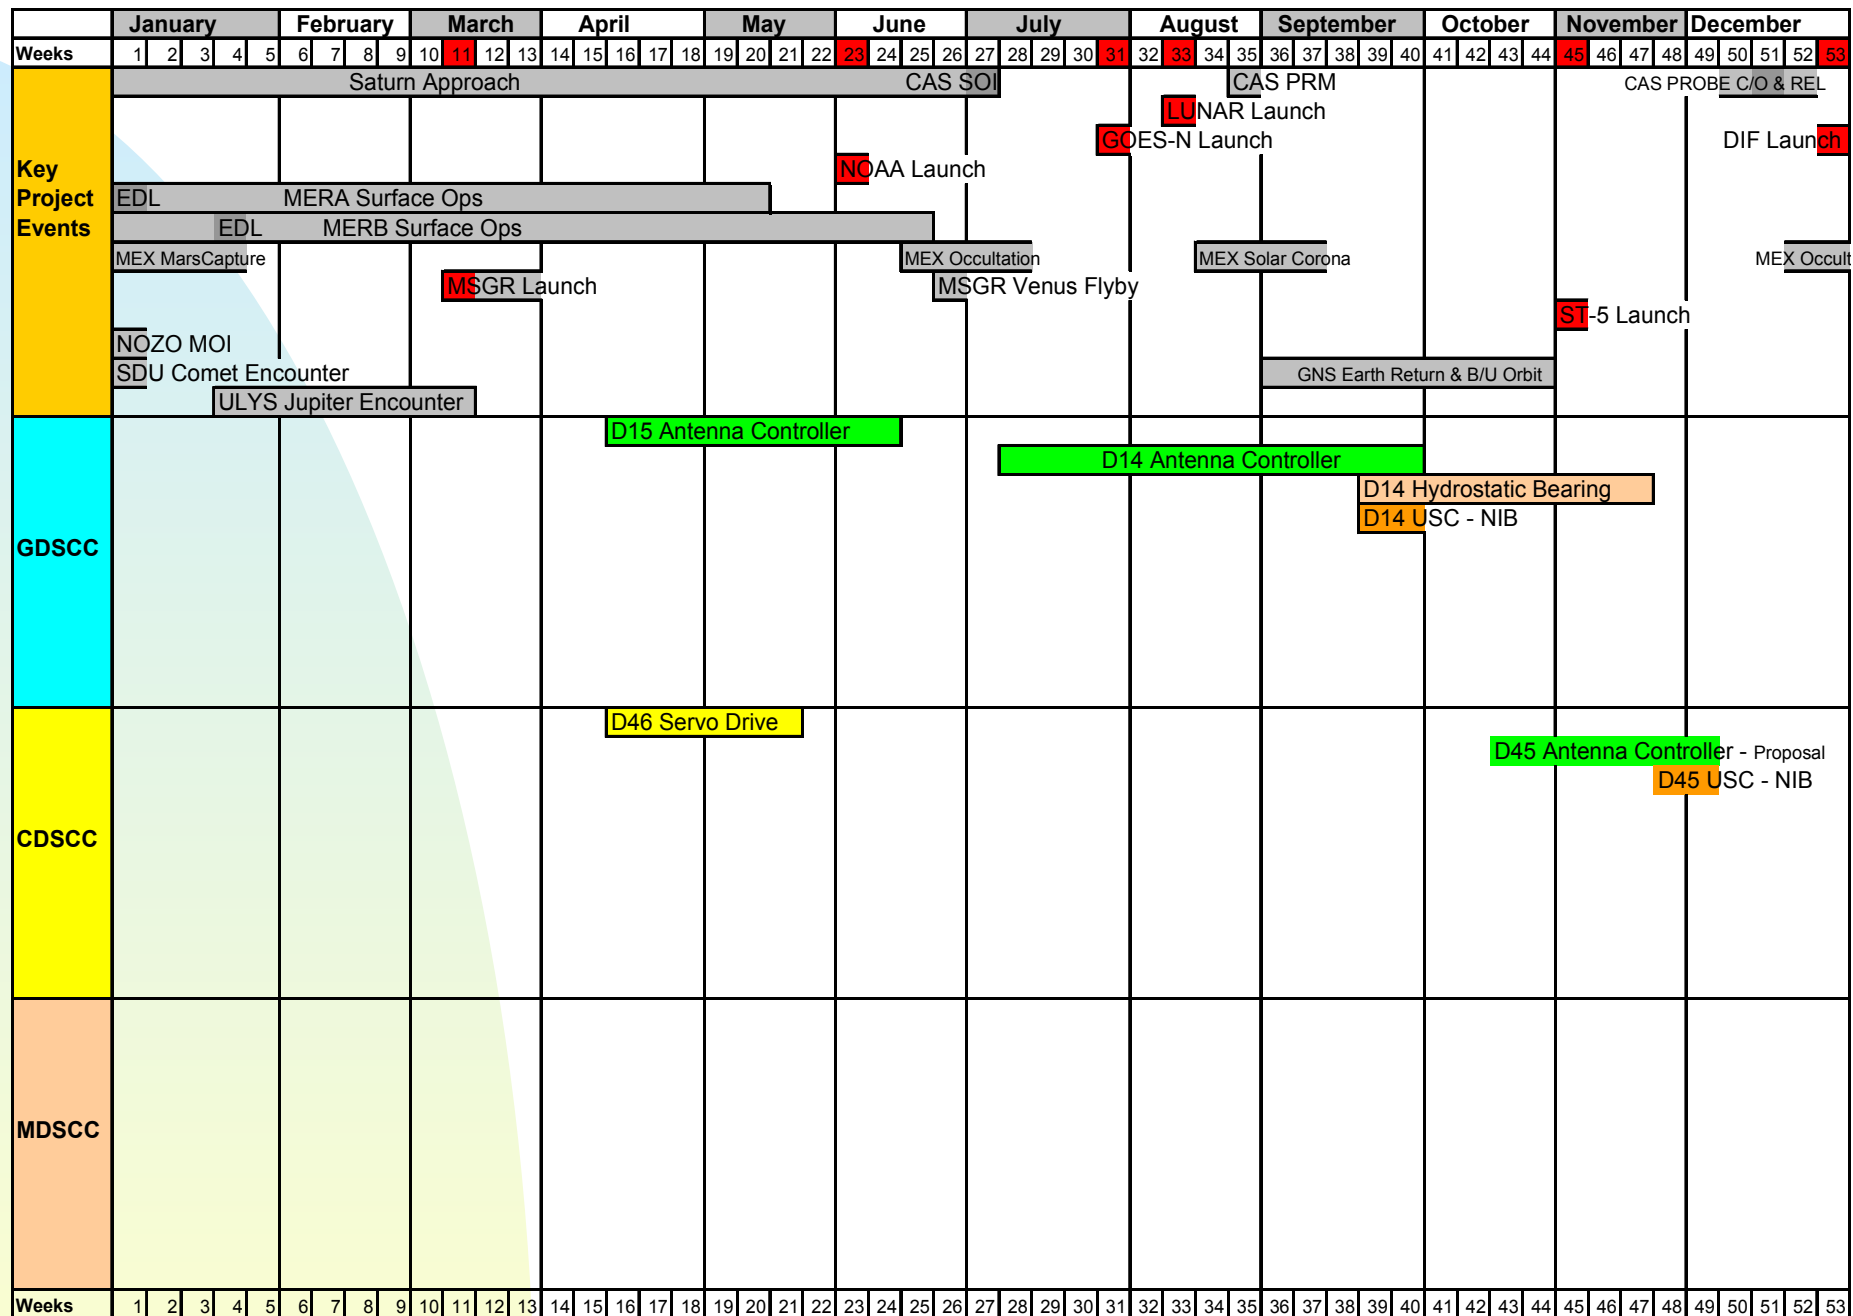 January February March April May June July August September October November December
Weeks 1 2 3 4 5 6 7 8 9 10 11 12 13 14 15 16 17 18 19 20 21 22 23 24 25 26 27 28 29 30 31 32 33 34 35 36 37 38 39 40 41 42 43 44 45 46 47 48 49 50 51 52 53
Saturn Approach CAS SOI CAS PRM CAS PROBE C/O & REL
LUNAR Launch
GOES-N Launch DIF Launch
Key
Project
Events
NOAA Launch
EDL MERA Surface Ops
EDL MERB Surface Ops
MEX MarsCapture MEX Occultation MEX Solar Corona MEX Occult
MSGR Launch MSGR Venus Flyby
ST-5 Launch
NOZO MOI
SDU Comet Encounter GNS Earth Return & B/U Orbit
ULYS Jupiter Encounter
GDSCC
D15 Antenna Controller
D14 Antenna Controller
D14 Hydrostatic Bearing
D14 USC - NIB
CDSCC
D46 Servo Drive
D45 Antenna Controller - Proposal
D45 USC - NIB
MDSCC
Weeks 1 2 3 4 5 6 7 8 9 10 11 12 13 14 15 16 17 18 19 20 21 22 23 24 25 26 27 28 29 30 31 32 33 34 35 36 37 38 39 40 41 42 43 44 45 46 47 48 49 50 51 52 53